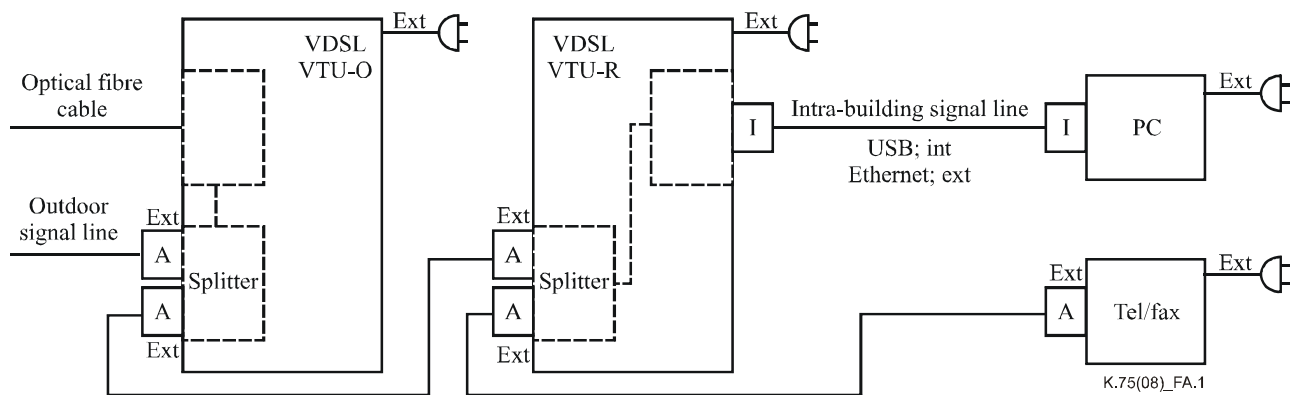 Ext
VDSL
VTU-O
Optical fibre
cable
Outdoor
signal line
Ext
A
Splitter
A
Ext
Ext
VDSL
VTU-R
I
Intra-building signal line
USB; int
Ethernet; ext
I
PC
Ext
Ext
A
Splitter
A
Ext
Ext
A
Tel/fax
Ext
K.75(08)_FA.1